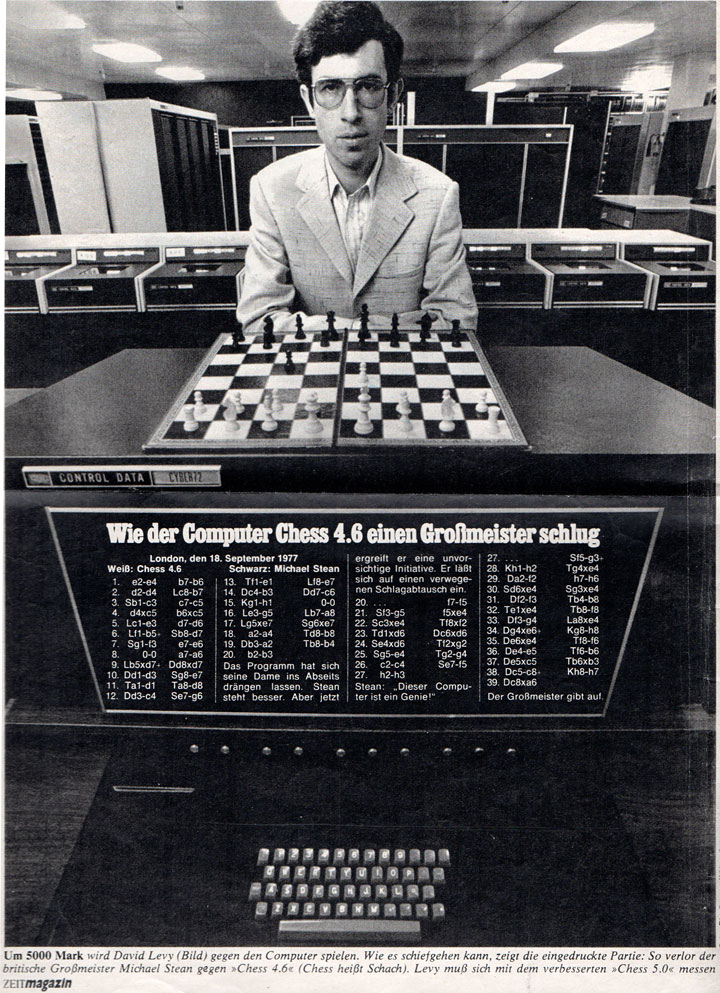 CONTROL DATA CYBER 72
Wie der Computer Chess 4.6 einen Großmeister schlug
London, den 18. September 1977
Weiß: Chess 4.6 Schwarz: Michael Stean
1. e2-e4 b7-b6
2. d2-d4 Lc8-b7
3. Sb1-c3 c7-c5
4. d4xc5 b6xc5
5. Lc1-e3 d7-d6
6. Lf1-b5+ Sb8-d7
7. Sg1-f3 e7-e6
8. 0-0 a7-a6
9. Lb5xd7+ Dd8xd7
10. Dd1-d3 Sg8-e7
11. Ta1-d1 Ta8-d8
12. Dd3-c4 Se7-g6
13. Tf1-e1 Lf8-e7
14. Dc4-b3 Dd7-c6
15. Kg1-h1 0-0
16. Le3-g5 Lb7-a8
17. Lg5xe7 Sg6xe7
18. a2-a4 Td8-b8
19. Db3-a2 Tb8-b4
20. b2-b3
Das Programm hat sich
seine Dame ins Abseits
drängen lassen. Stean
steht besser. Aber jetzt
ergreift er eine unvor-
sichtige Initiative. Er läßt
sich auf einen verwege-
nen Schlagabtausch ein.
20. .... f7-f5
21. Sf3-g5 f5xe4
22. Sc3xe4 Tf8xf2
23. Td1xd6 Dc6xd6
24. Se4xd6 Tf2xg2
25. Sg5-e4 Tg2-g4
26. c2-c4 Se7-f5
27. h2-h3
Stean: „Dieser Compu-
ter ist ein Genie!“
27. .... Sf5-g3+
28. Kh1-h2 Tg4xe4
29. Da2-f2 h7-h6
30. Sd6xe4 Sg3xe4
31. Df2-f3 Tb4-b8
32. Te1xe4 Tb8-f8
33. Df3-g4 La8xe4
34. Dg4xe6+ Kg8-h8
35. De6xe4 Tf8-f6
36. De4-e5 Tf6-b6
37. De5xc5 Tb6xb3
38. Dc5-c8+ Kh8-h7
39. Dc8xa6
Der Großmeister gibt auf.
Um 5000 Mark wird David Levy (Bild) gegen den Computer spielen. Wie es schiefgehen kann, zeigt die eingedruckte Partie: So verlor der
britische Großmeister Michael Stean gegen »Chess 4.6« (Chess heißt Schach). Levy muß sich mit dem verbesserten »Chess 5.0« messen
ZEITmagazin